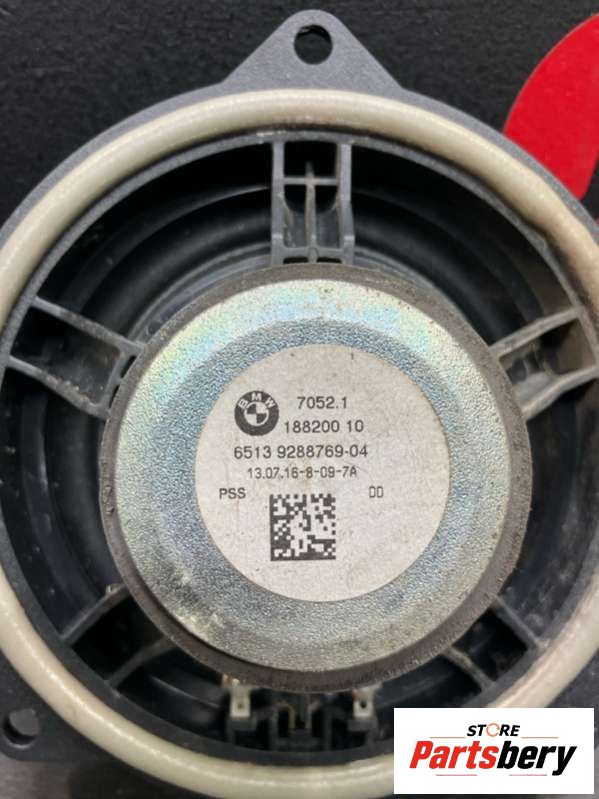 BMW
7052.1
188200 10
6513 9288769-04
13.07.16-8-09-7A
PSS DD
STORE
Partsbery